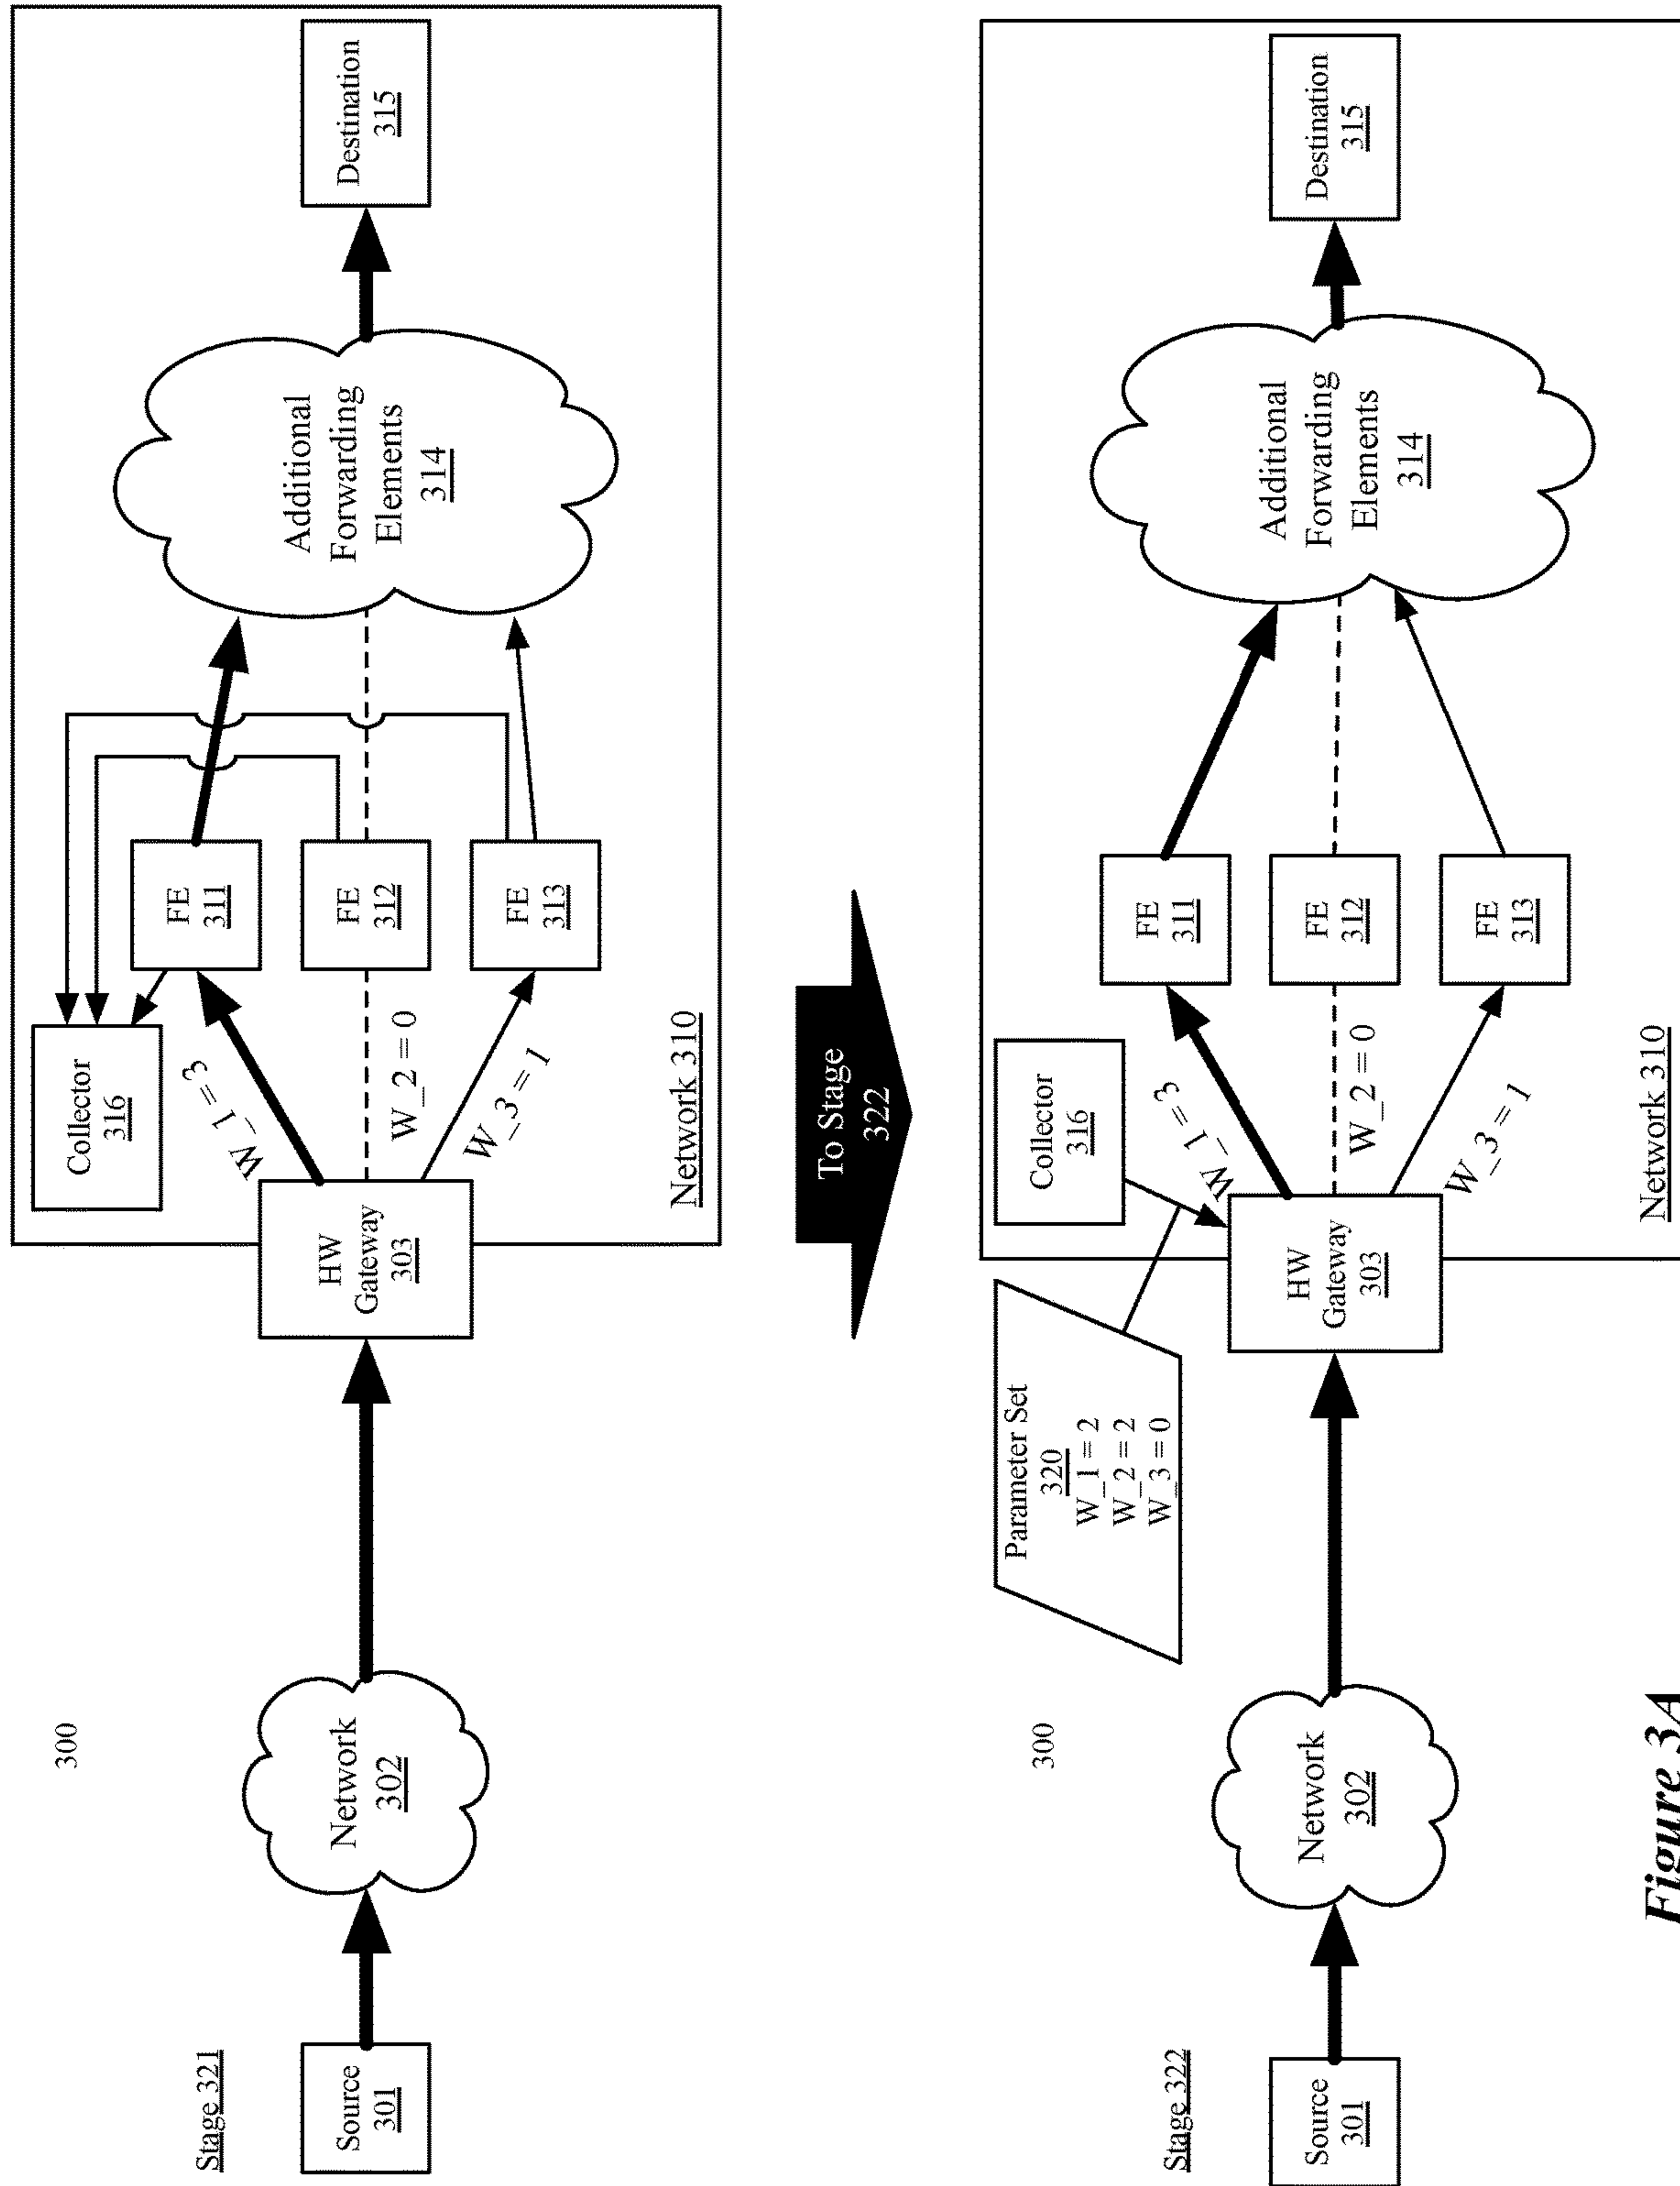 300
Stage 321
Source
301
Network
302
HW
Gateway
303
Collector
316
W_1 = 3
W_2 = 0
W_3 = 1
FE
311
FE
312
FE
313
Additional
Forwarding
Elements
314
Destination
315
Network 310
To Stage
322
300
Stage 322
Source
301
Network
302
Parameter Set
320
W_1 = 2
W_2 = 2
W_3 = 0
HW
Gateway
303
Collector
316
W_1 = 3
W_2 = 0
W_3 = 1
FE
311
FE
312
FE
313
Additional
Forwarding
Elements
314
Destination
315
Network 310
Figure 3A